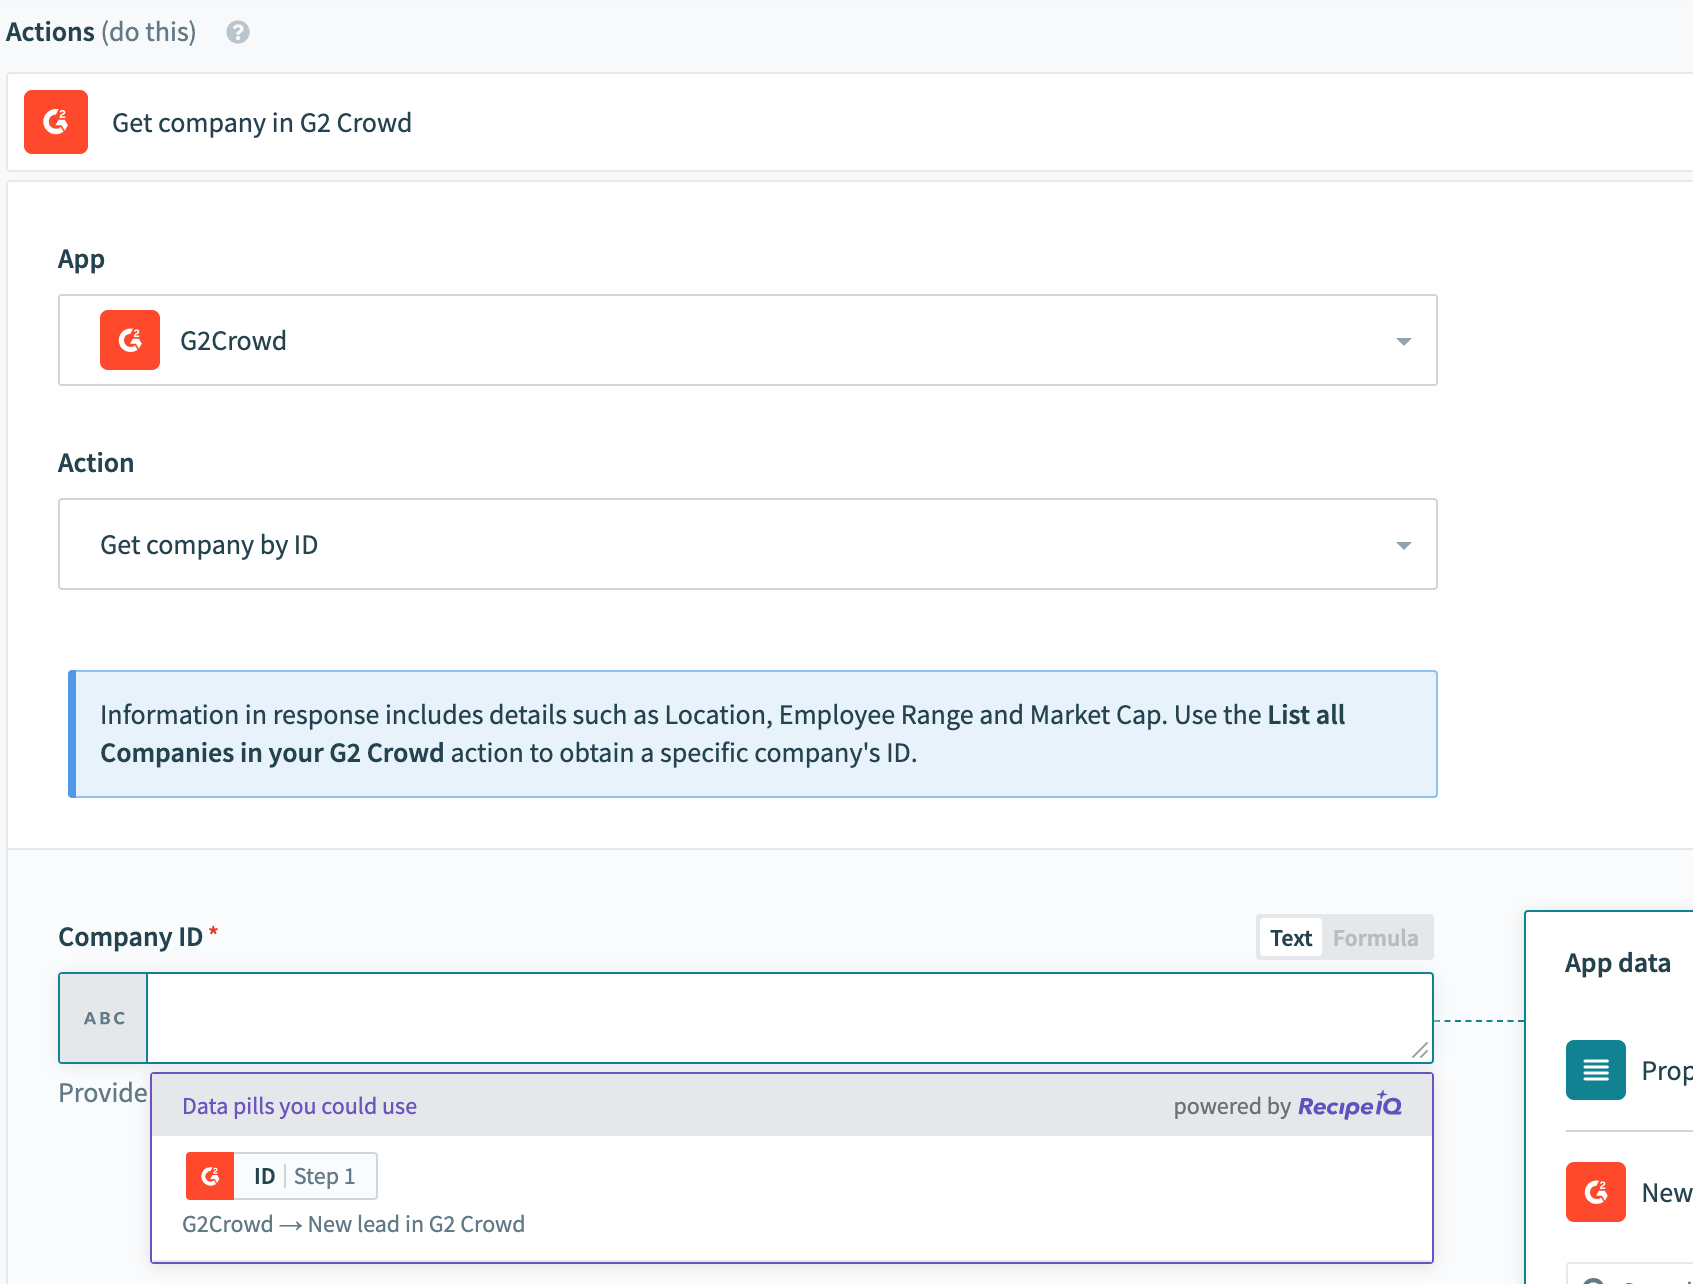 Actions (do this) ?
Get company in G2 Crowd
App
G2Crowd
Action
Get company by ID
Information in response includes details such as Location, Employee Range and Market Cap. Use the List all
Companies in your G2 Crowd action to obtain a specific company's ID.
Company ID *
Text Formula
App data
ABC
Prop
Provide
Data pills you could use
powered by RecipeIQ
ID | Step 1
New
G2Crowd → New lead in G2 Crowd